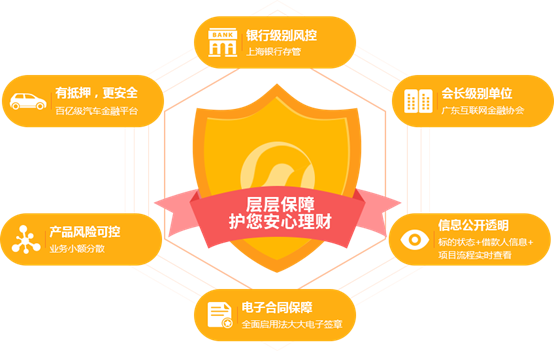 BANK
银行级别风控
上海银行存管
有抵押，更安全
百亿级汽车金融平台
会长级别单位
广东互联网金融协会
层层保障
护您安心理财
产品风险可控
业务小额分散
信息公开透明
标的状态+借款人信息+
项目流程实时查看
电子合同保障
全面启用法大大电子签章